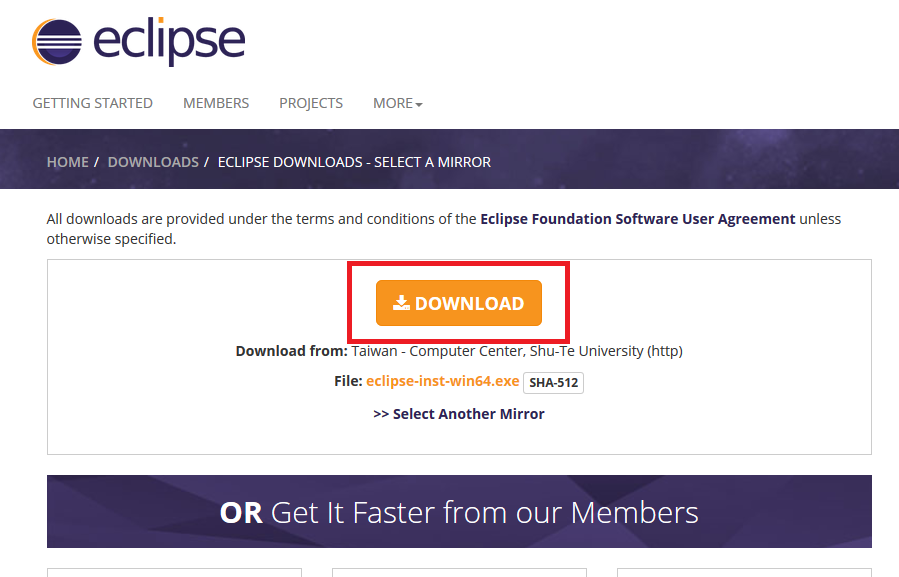 eclipse
GETTING STARTED MEMBERS PROJECTS MORE
HOME / DOWNLOADS / ECLIPSE DOWNLOADS - SELECT A MIRROR
All downloads are provided under the terms and conditions of the Eclipse Foundation Software User Agreement unless
otherwise specified.
DOWNLOAD
Download from: Taiwan - Computer Center, Shu-Te University (http)
File: eclipse-inst-win64.exe SHA-512
>> Select Another Mirror
OR Get It Faster from our Members